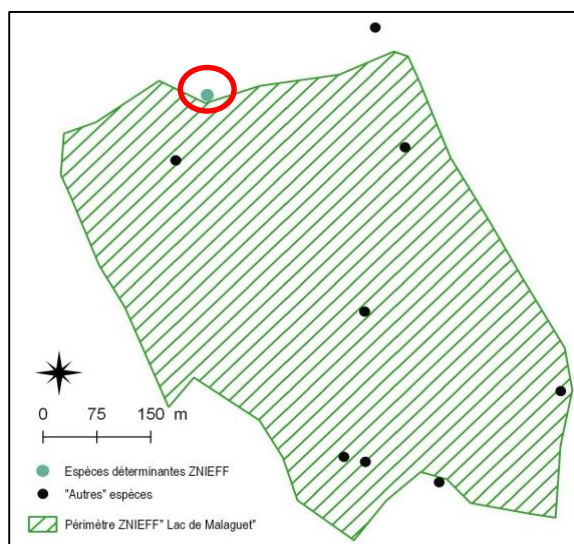 0 75 150 m
Espèces déterminantes ZNIEFF
"Autres" espèces
Périmètre ZNIEFF" Lac de Malaguet"